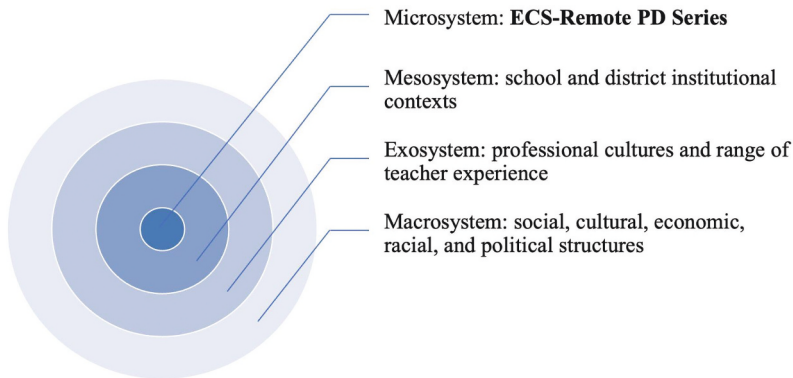 Microsystem: ECS-Remote PD Series
Mesosystem: school and district institutional
contexts
Exosystem: professional cultures and range of
teacher experience
Macrosystem: social, cultural, economic,
racial, and political structures